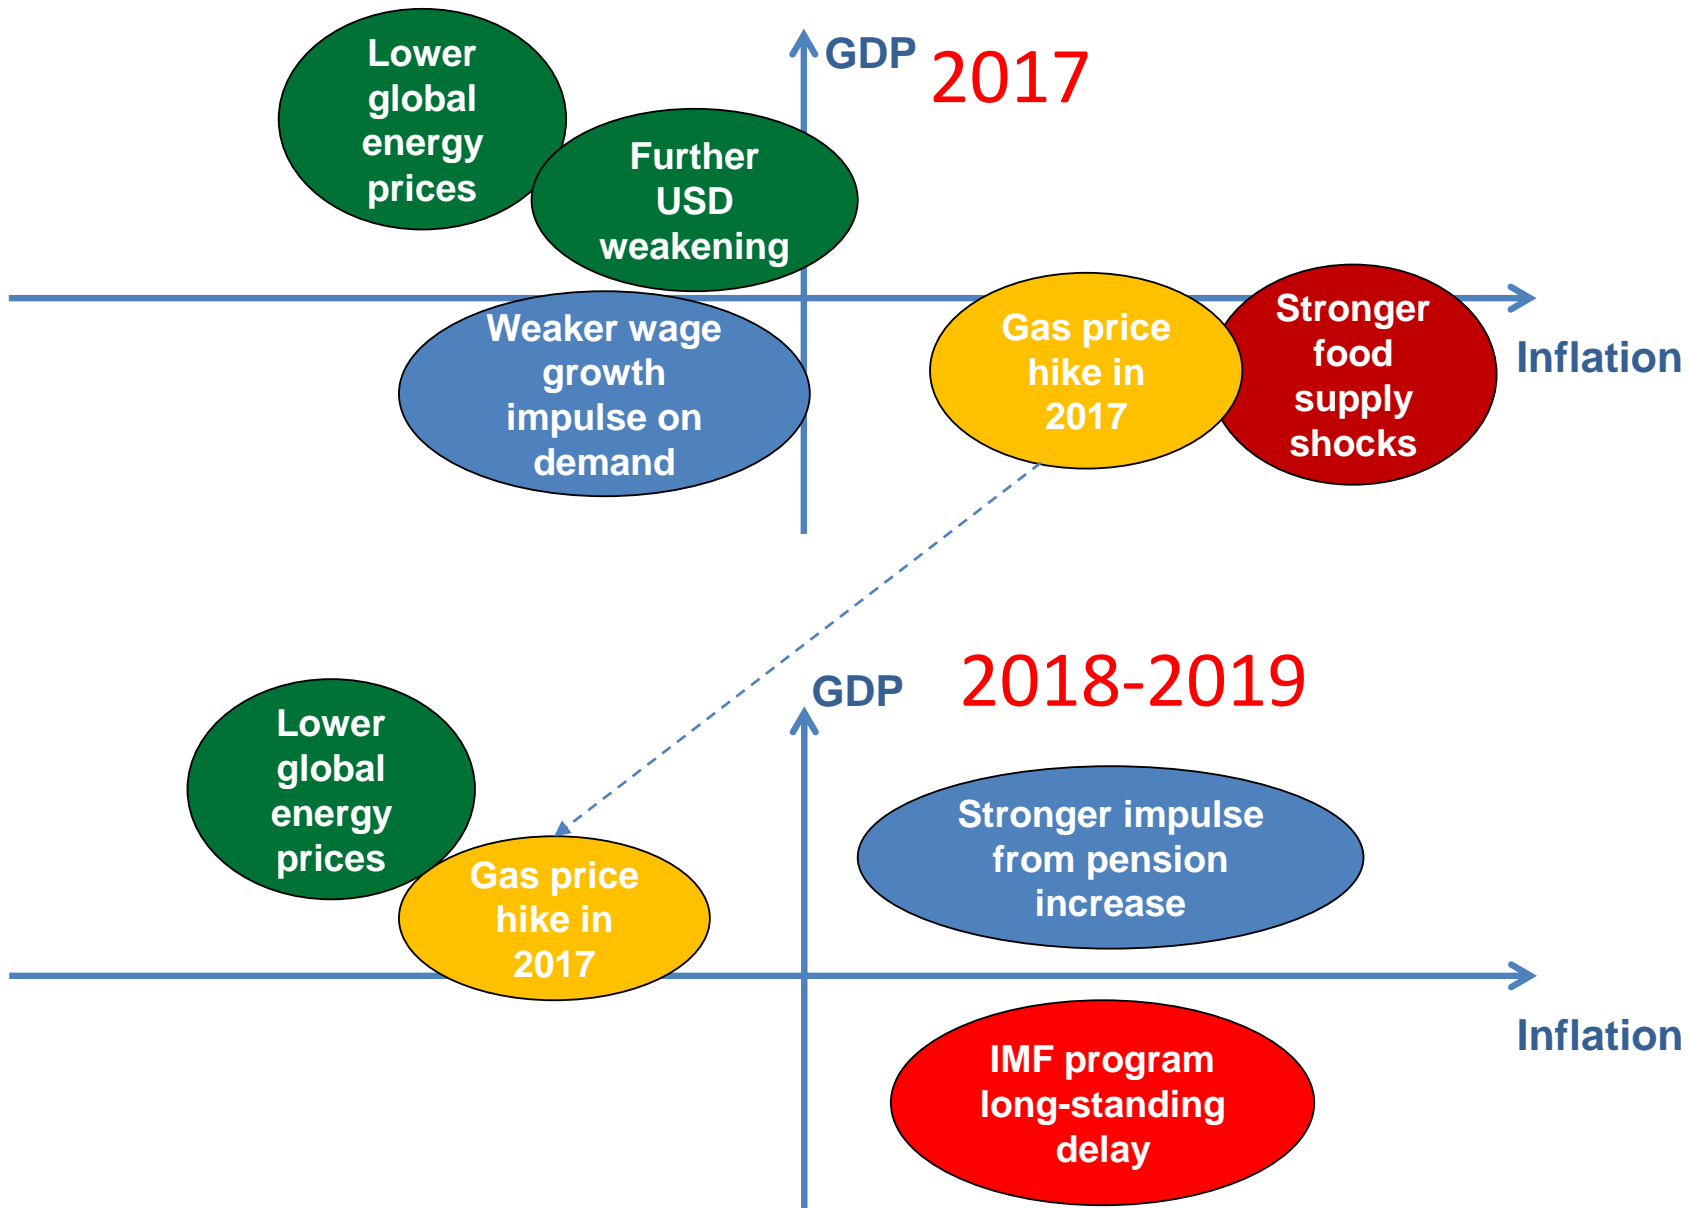 GDP
2017
Lower
global
energy
prices
Further
USD
weakening
Weaker wage
growth
impulse on
demand
Gas price
hike in
2017
Stronger
food
supply
shocks
Inflation
GDP
2018-2019
Lower
global
energy
prices
Gas price
hike in
2017
Stronger impulse
from pension
increase
Inflation
IMF program
long-standing
delay